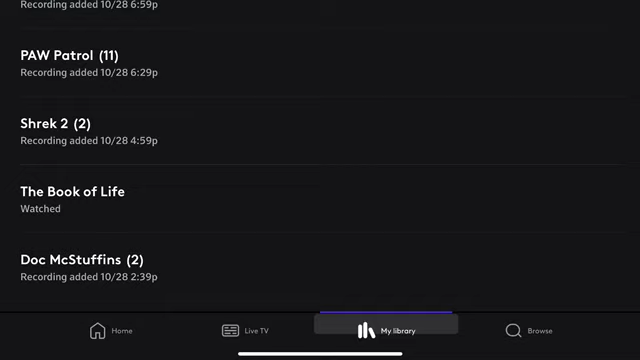 Recording added 10/28 6:59p
PAW Patrol (11)
Recording added 10/28 6:29p
Shrek 2 (2)
Recording added 10/28 4:59p
The Book of Life
Watched
Doc McStuffins (2)
Recording added 10/28 2:39p
Home Live TV My library Browse